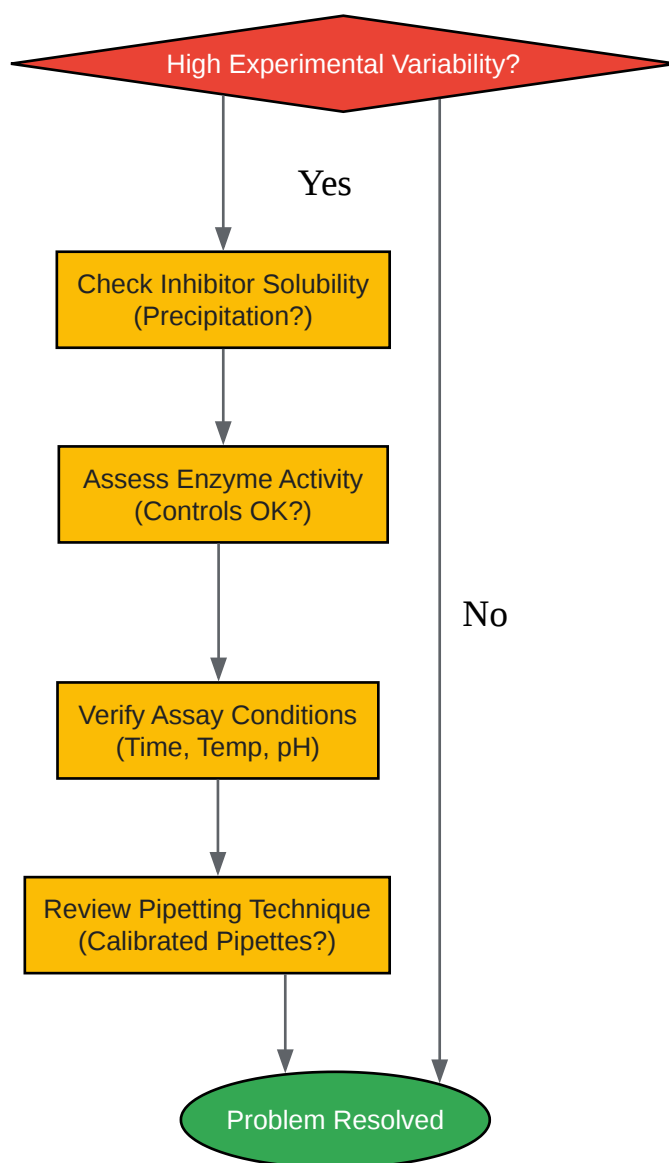 High Experimental Variability?
Yes
Check Inhibitor Solubility
(Precipitation?)
Assess Enzyme Activity
(Controls OK?)
No
Verify Assay Conditions
(Time, Temp, pH)
Review Pipetting Technique
(Calibrated Pipettes?)
Problem Resolved